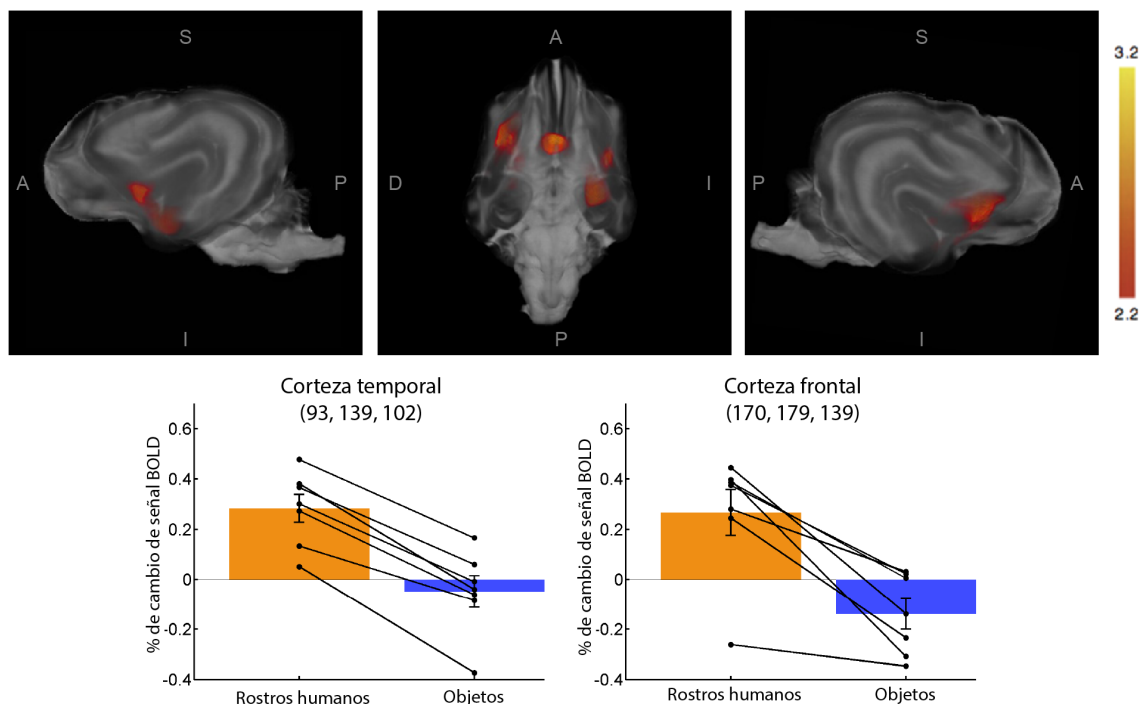 S
A
P
I
A
D
I
P
S
P
A
I
3.2
2.2
Corteza temporal
(93, 139, 102)
% de cambio de señal BOLD
0.6
0.4
0.2
0
-0.2
-0.4
Rostros humanos
Objetos
Corteza frontal
(170, 179, 139)
% de cambio de señal BOLD
0.6
0.4
0.2
0
-0.2
-0.4
Rostros humanos
Objetos